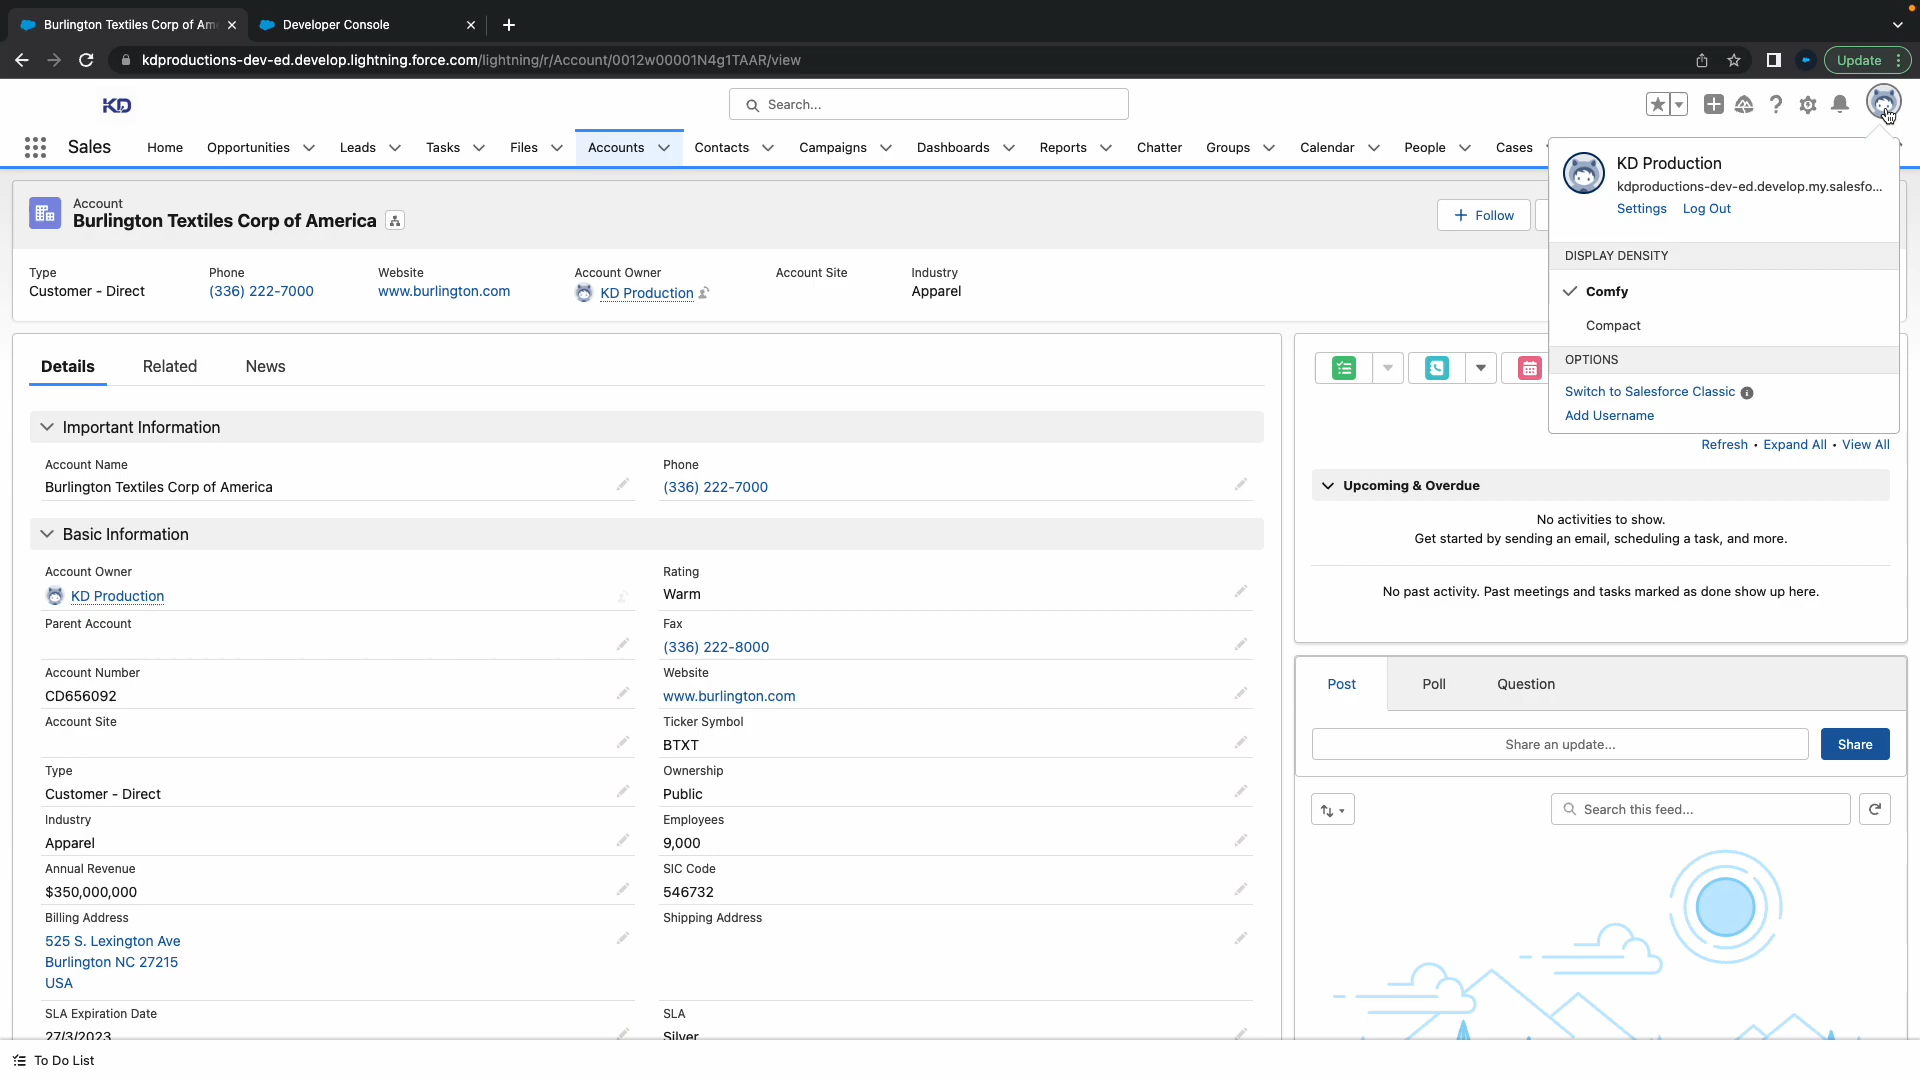 Burlington Textiles Corp of Am
Developer Console
kdproductions-dev-ed.develop.lightning.force.com/lightning/r/Account/0012w00001N4g1TAAR/view
Update
KD
Search...
Sales
Home
Opportunities
Leads
Tasks
Files
Accounts
Contacts
Campaigns
Dashboards
Reports
Chatter
Groups
Calendar
People
Cases
KD Production
kdproductions-dev-ed.develop.my.salesfo...
Settings
Log Out
DISPLAY DENSITY
Comfy
Compact
OPTIONS
Switch to Salesforce Classic
Add Username
Account
Burlington Textiles Corp of America
Follow
Type
Customer - Direct
Phone
(336) 222-7000
Website
www.burlington.com
Account Owner
KD Production
Account Site
Industry
Apparel
Details
Related
News
Important Information
Account Name
Burlington Textiles Corp of America
Phone
(336) 222-7000
Basic Information
Account Owner
KD Production
Rating
Warm
Parent Account
Fax
(336) 222-8000
Account Number
CD656092
Website
www.burlington.com
Account Site
Ticker Symbol
BTXT
Type
Customer - Direct
Ownership
Public
Industry
Apparel
Employees
9,000
Annual Revenue
$350,000,000
SIC Code
546732
Billing Address
525 S. Lexington Ave
Burlington NC 27215
USA
Shipping Address
SLA Expiration Date
27/3/2023
SLA
Silver
Refresh • Expand All • View All
Upcoming & Overdue
No activities to show.
Get started by sending an email, scheduling a task, and more.
No past activity. Past meetings and tasks marked as done show up here.
Post
Poll
Question
Share an update...
Share
Search this feed...
To Do List